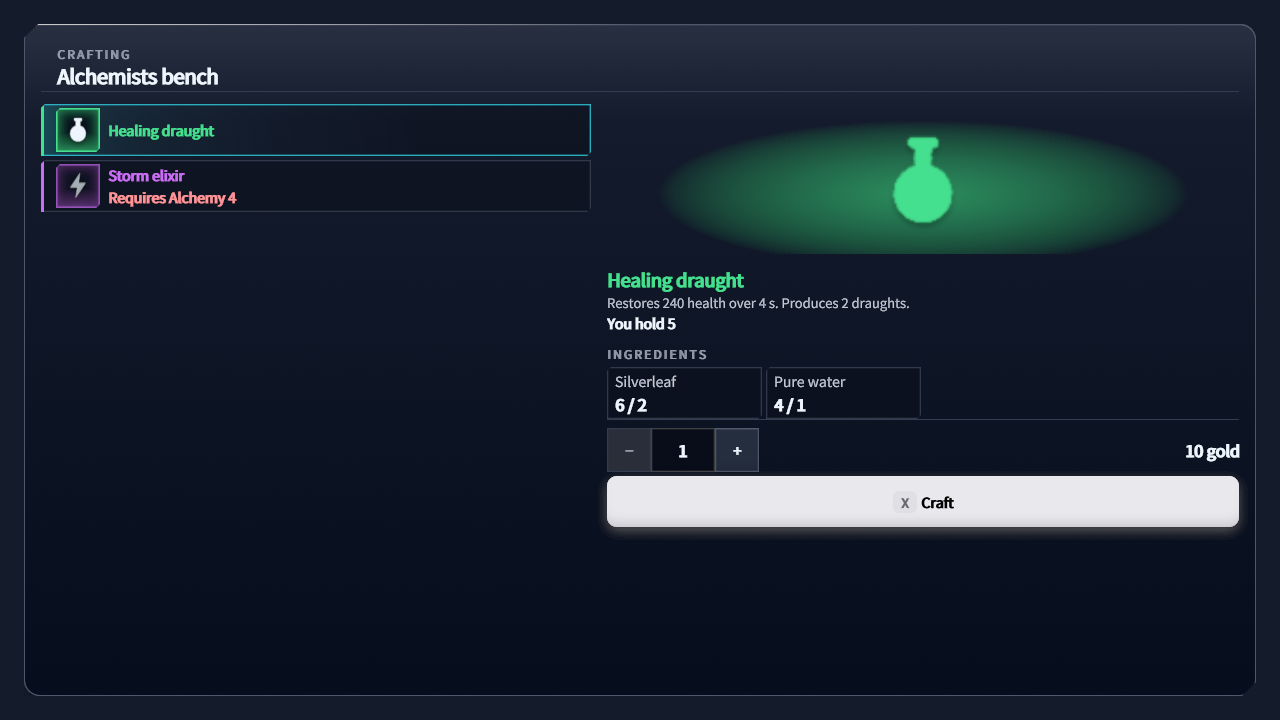 CRAFTING
Alchemists bench
Healing draught
Storm elixir
Requires Alchemy 4
Healing draught
Restores 240 health over 4 s. Produces 2 draughts.
You hold 5
INGREDIENTS
Silverleaf
6 / 2
Pure water
4 / 1
− 1 +
10 gold
X Craft